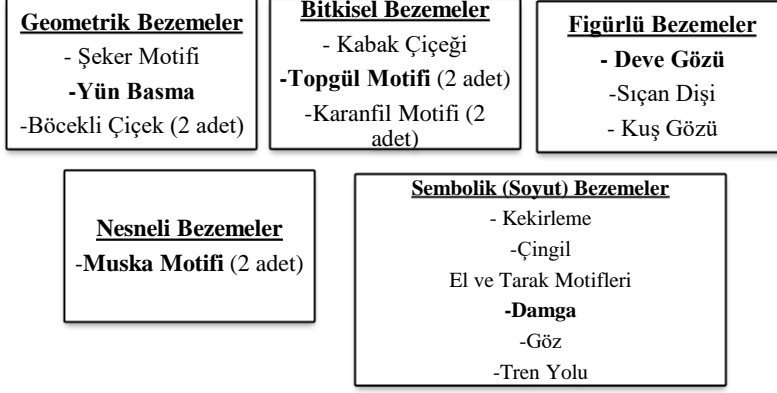 Geometrik Bezemeler
- Şeker Motifi
-Yün Basma
-Böcekli Çiçek (2 adet)
Bitkisel Bezemeler
- Kabak Çiçeği
-Topgül Motifi (2 adet)
-Karanfil Motifi (2
adet)
Figürlü Bezemeler
- Deve Gözü
-Sıçan Dişi
- Kuş Gözü
Nesneli Bezemeler
-Muska Motifi (2 adet)
Sembolik (Soyut) Bezemeler
- Kekirleme
-Çingil
El ve Tarak Motifleri
-Damga
-Göz
-Tren Yolu